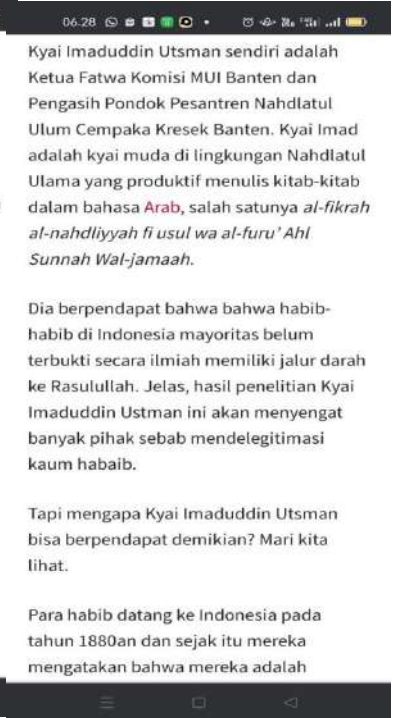 06.28
Kyai Imaduddin Utsman sendiri adalah
Ketua Fatwa Komisi MUI Banten dan
Pengasih Pondok Pesantren Nahdlatul
Ulum Cempaka Kresek Banten. Kyai Imad
adalah kyai muda di lingkungan Nahdlatul
Ulama yang produktif menulis kitab-kitab
dalam bahasa Arab, salah satunya al-fikrah
al-nahdliyyah fi usul wa al-furu' Ahl
Sunnah Wal-jamaah.
Dia berpendapat bahwa bahwa habib-
habib di Indonesia mayoritas belum
terbukti secara ilmiah memiliki jalur darah
ke Rasulullah. Jelas, hasil penelitian Kyai
Imaduddin Ustman ini akan menyengat
banyak pihak sebab mendelegitimasi
kaum habaib.
Tapi mengapa Kyai Imaduddin Utsman
bisa berpendapat demikian? Mari kita
lihat.
Para habib datang ke Indonesia pada
tahun 1880an dan sejak itu mereka
mengatakan bahwa mereka adalah